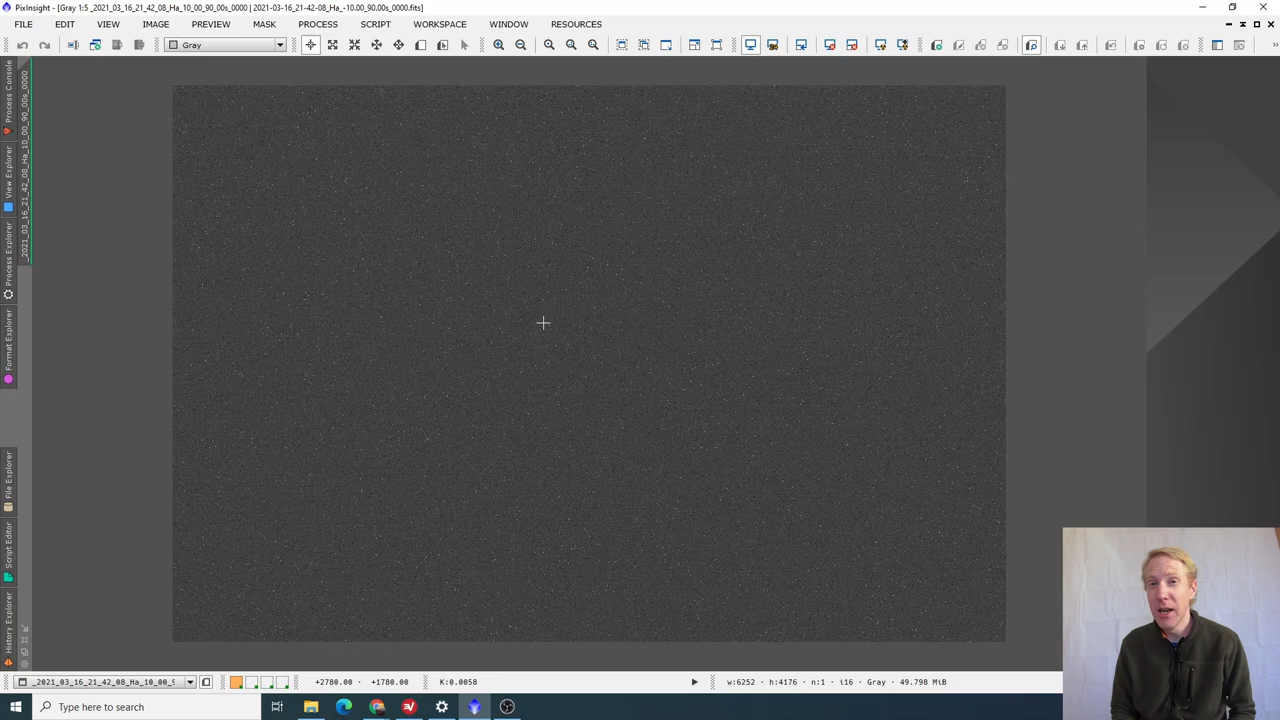 PixInsight - [Gray 1:5 _2021_03_16_21_42_08_Ha_10_00_90_00s_0000 | 2021-03-16_21-42-08_Ha_-10.00_90.00s_0000.fits]
FILE EDIT VIEW IMAGE PREVIEW MASK PROCESS SCRIPT WORKSPACE WINDOW RESOURCES
Gray
Process Console
View Explorer
Process Explorer
Format Explorer
File Explorer
Script Editor
History Explorer
_2021_03_16_21_42_08_Ha_10_00_90_00s_0000
_2021_03_16_21_42_08_Ha_10_00_9 +2780.00 · +1780.00 K:0.0058 w:6252 · h:4176 · n:1 · i16 · Gray · 49.798 MiB
Type here to search